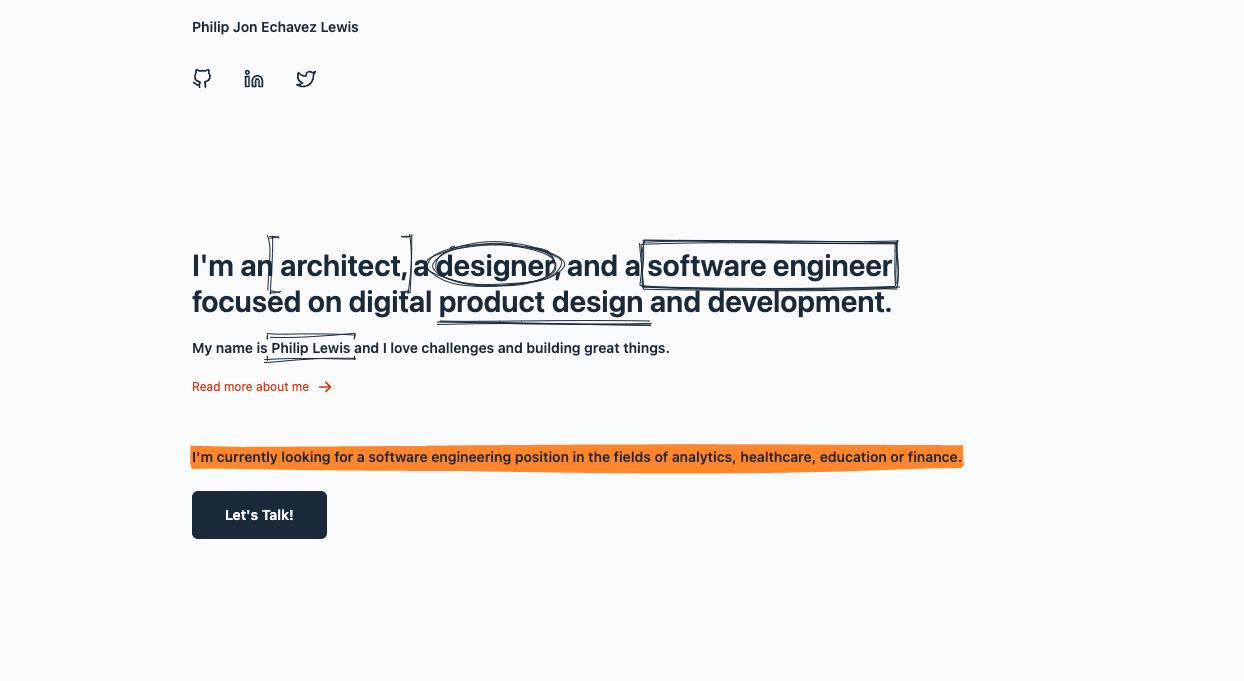 Philip Jon Echavez Lewis
I'm an architect, a designer, and a software engineer
focused on digital product design and development.
My name is Philip Lewis and I love challenges and building great things.
Read more about me →
I'm currently looking for a software engineering position in the fields of analytics, healthcare, education or finance.
Let's Talk!